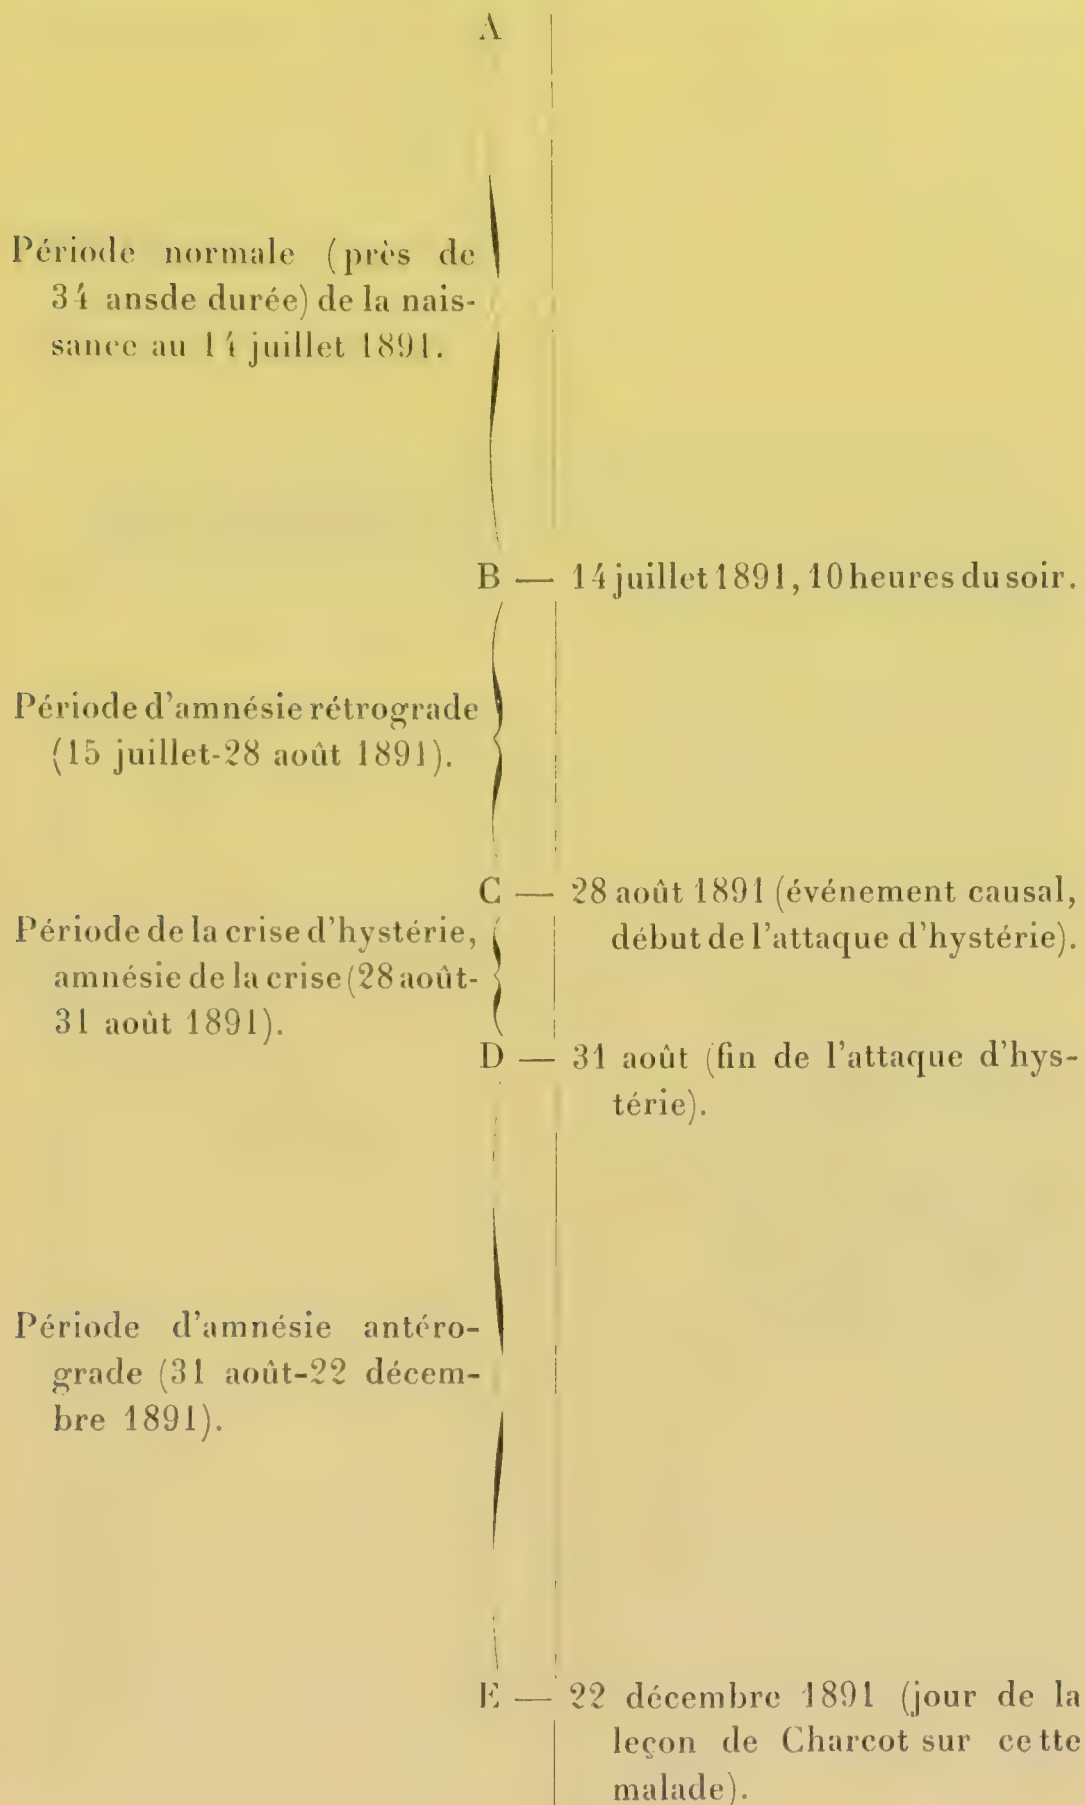 A
Période normale (près de
34 ansde durée) de la nais-
sance au 14 juillet 1891.
B — 14 juillet 1891, 10 heures du soir.
Période d'amnésie rétrograde
(15 juillet-28 août 1891).
C — 28 août 1891 (événement causal,
début de l'attaque d'hystérie).
Période de la crise d'hystérie,
amnésie de la crise (28 août-
31 août 1891).
D — 31 août (fin de l'attaque d'hys-
térie).
Période d'amnésie antéro-
grade (31 août-22 décem-
bre 1891).
E — 22 décembre 1891 (jour de la
leçon de Charcot sur cette
malade).